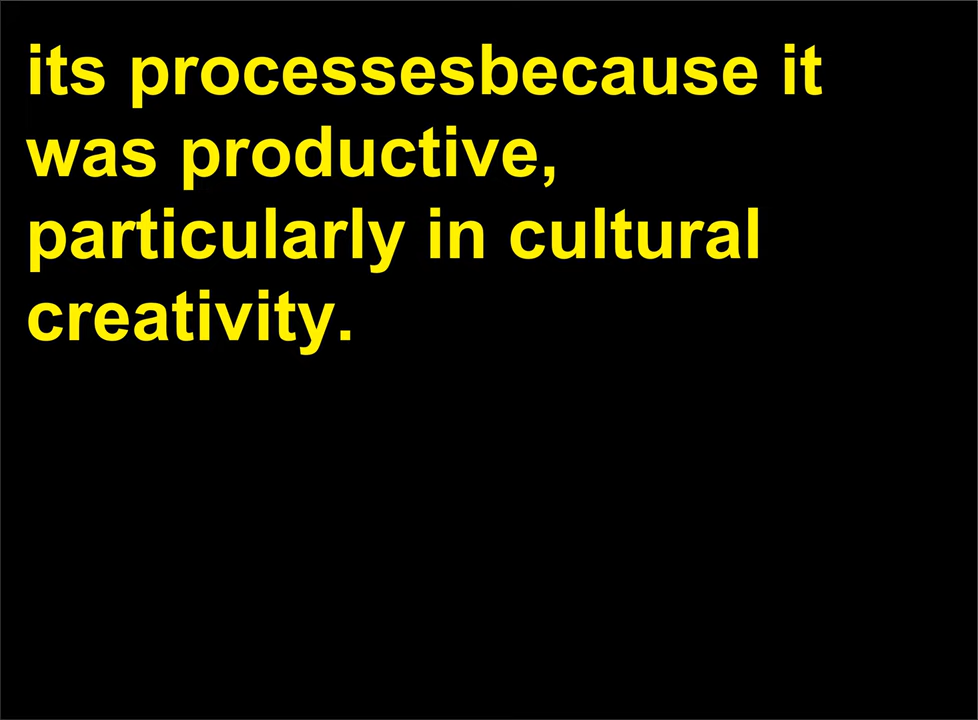 its processesbecause it
was productive,
particularly in cultural
creativity.